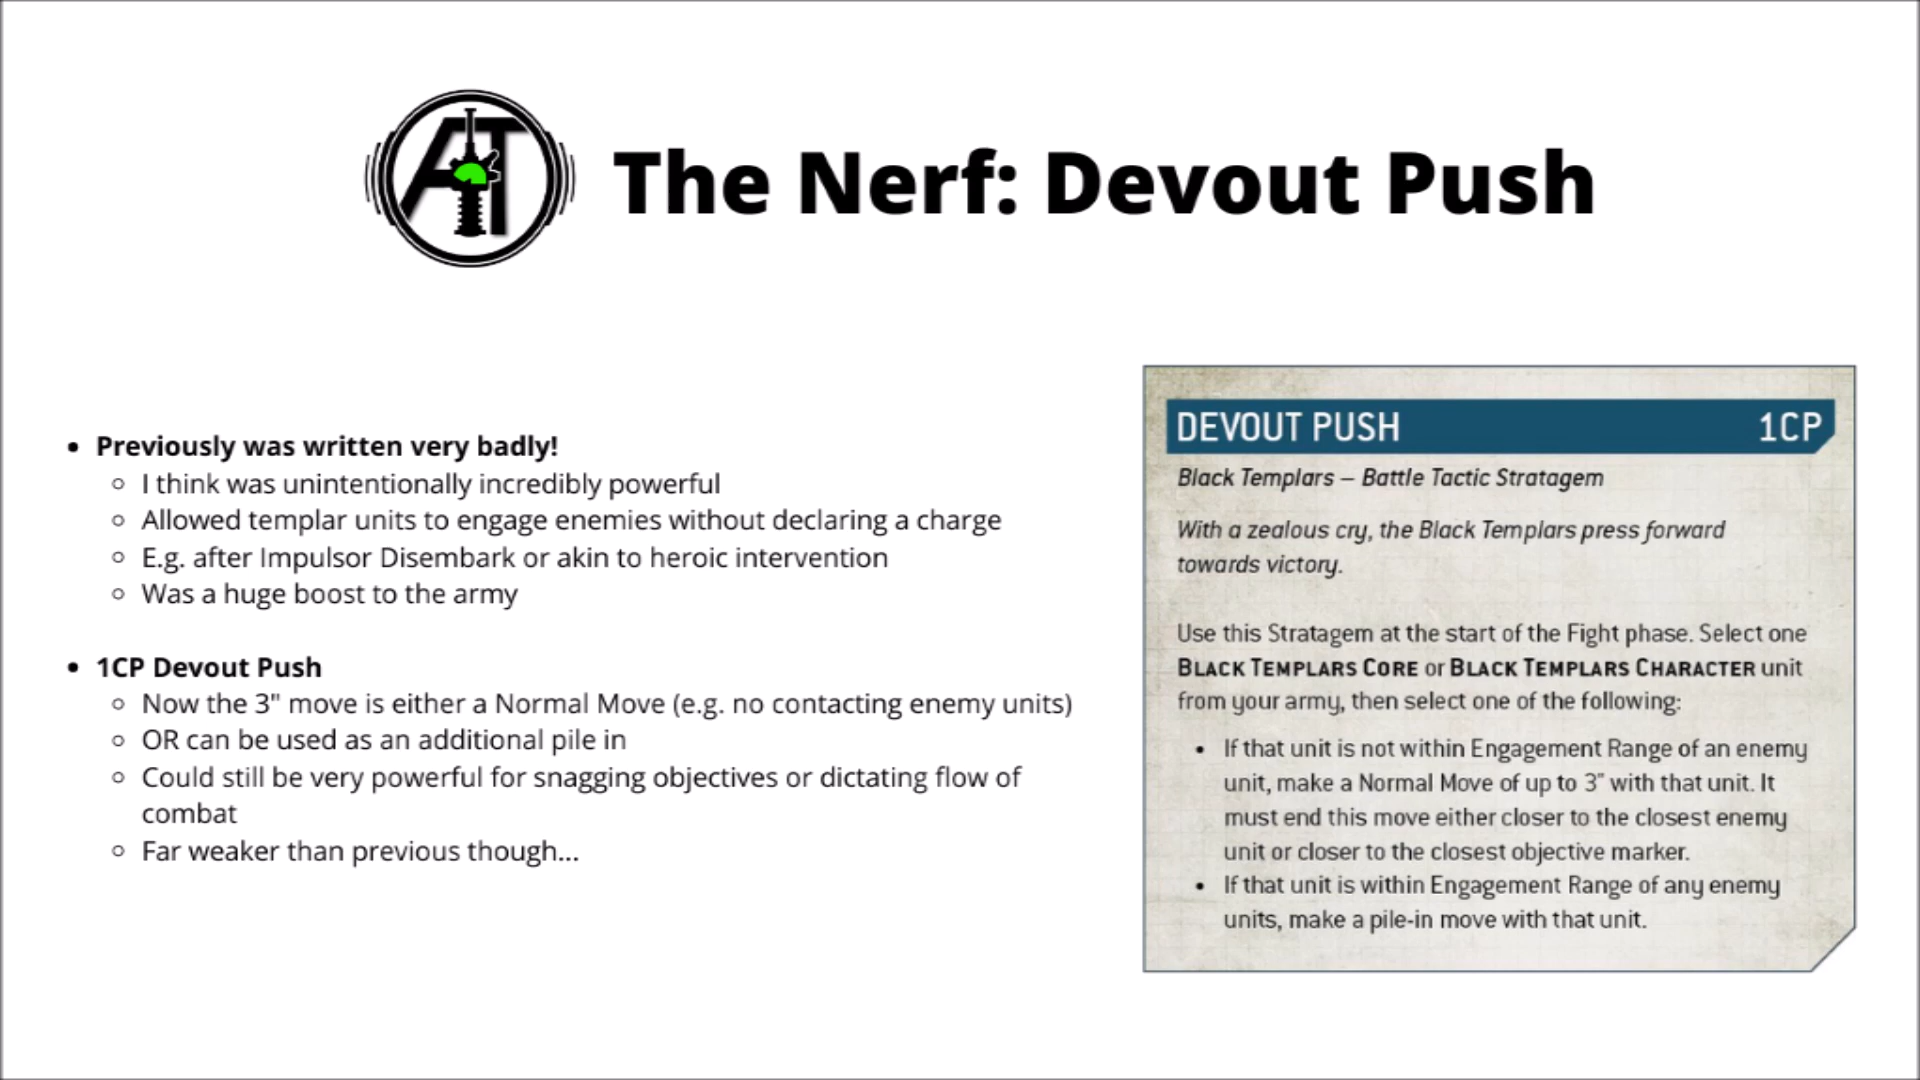 AT
The Nerf: Devout Push
• Previously was written very badly!
○ I think was unintentionally incredibly powerful
○ Allowed templar units to engage enemies without declaring a charge
○ E.g. after Impulsor Disembark or akin to heroic intervention
○ Was a huge boost to the army
• 1CP Devout Push
○ Now the 3" move is either a Normal Move (e.g. no contacting enemy units)
○ OR can be used as an additional pile in
○ Could still be very powerful for snagging objectives or dictating flow of
combat
○ Far weaker than previous though...
DEVOUT PUSH 1CP
Black Templars – Battle Tactic Stratagem
With a zealous cry, the Black Templars press forward
towards victory.
Use this Stratagem at the start of the Fight phase. Select one
BLACK TEMPLARS CORE or BLACK TEMPLARS CHARACTER unit
from your army, then select one of the following:
• If that unit is not within Engagement Range of an enemy
unit, make a Normal Move of up to 3" with that unit. It
must end this move either closer to the closest enemy
unit or closer to the closest objective marker.
• If that unit is within Engagement Range of any enemy
units, make a pile-in move with that unit.